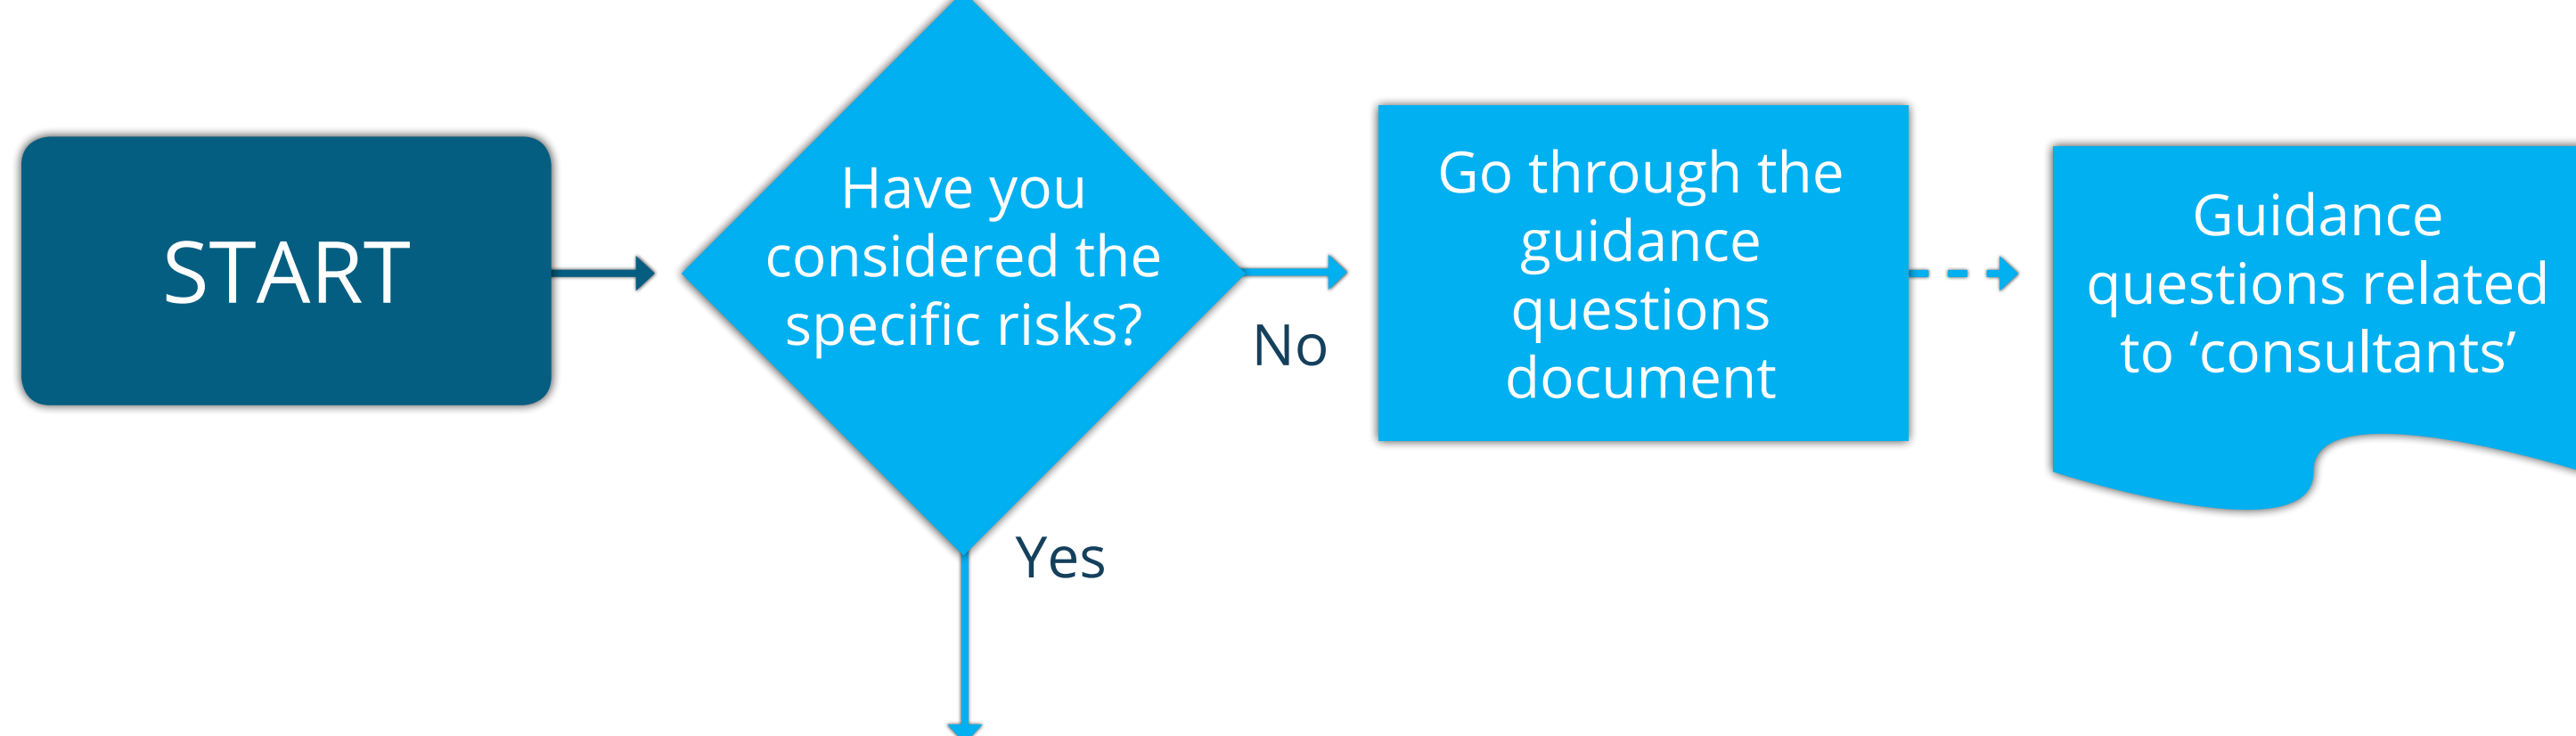 START
Have you
considered the
specific risks?
No
Yes
Go through the
guidance
questions
document
Guidance
questions related
to ‘consultants’